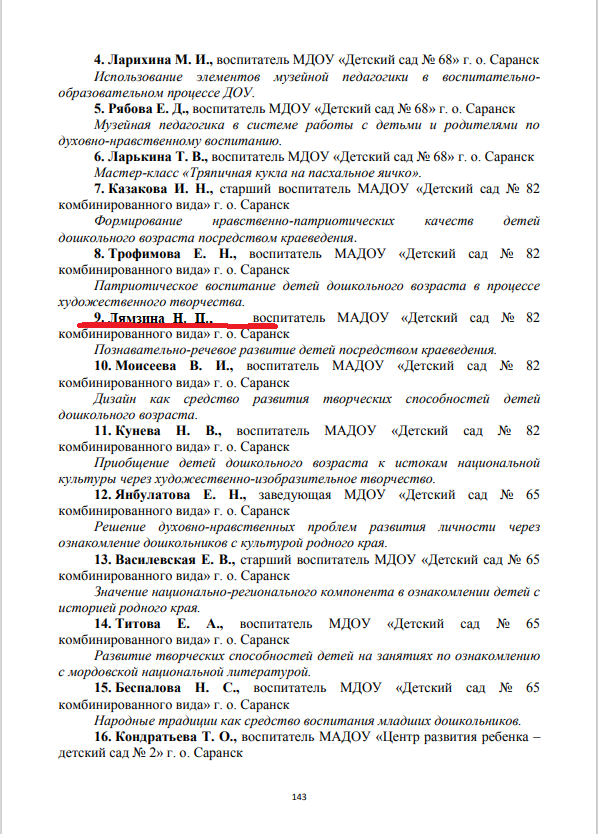 4. Ларихина М. И., воспитатель МДОУ «Детский сад № 68» г. о. Саранск
Использование элементов музейной педагогики в воспитательно-
образовательном процессе ДОУ.
5. Рябова Е. Д., воспитатель МДОУ «Детский сад № 68» г. о. Саранск
Музейная педагогика в системе работы с детьми и родителями по
духовно-нравственному воспитанию.
6. Ларькина Т. В., воспитатель МДОУ «Детский сад № 68» г. о. Саранск
Мастер-класс «Тряпичная кукла на пасхальное яичко».
7. Казакова И. Н., старший воспитатель МАДОУ «Детский сад № 82
комбинированного вида» г. о. Саранск
Формирование нравственно-патриотических качеств детей
дошкольного возраста посредством краеведения.
8. Трофимова Е. Н., воспитатель МАДОУ «Детский сад № 82
комбинированного вида» г. о. Саранск
Патриотическое воспитание детей дошкольного возраста в процессе
художественного творчества.
9. Лямзина Н. П., воспитатель МАДОУ «Детский сад № 82
комбинированного вида» г. о. Саранск
Познавательно-речевое развитие детей посредством краеведения.
10. Моисеева В. И., воспитатель МАДОУ «Детский сад № 82
комбинированного вида» г. о. Саранск
Дизайн как средство развития творческих способностей детей
дошкольного возраста.
11. Кунева Н. В., воспитатель МАДОУ «Детский сад № 82
комбинированного вида» г. о. Саранск
Приобщение детей дошкольного возраста к истокам национальной
культуры через художественно-изобразительное творчество.
12. Янбулатова Е. Н., заведующая МДОУ «Детский сад № 65
комбинированного вида» г. о. Саранск
Решение духовно-нравственных проблем развития личности через
ознакомление дошкольников с культурой родного края.
13. Василевская Е. В., старший воспитатель МДОУ «Детский сад № 65
комбинированного вида» г. о. Саранск
Значение национально-регионального компонента в ознакомлении детей с
историей родного края.
14. Титова Е. А., воспитатель МДОУ «Детский сад № 65
комбинированного вида» г. о. Саранск
Развитие творческих способностей детей на занятиях по ознакомлению
с мордовской национальной литературой.
15. Беспалова Н. С., воспитатель МДОУ «Детский сад № 65
комбинированного вида» г. о. Саранск
Народные традиции как средство воспитания младших дошкольников.
16. Кондратьева Т. О., воспитатель МАДОУ «Центр развития ребенка –
детский сад № 2» г. о. Саранск
143